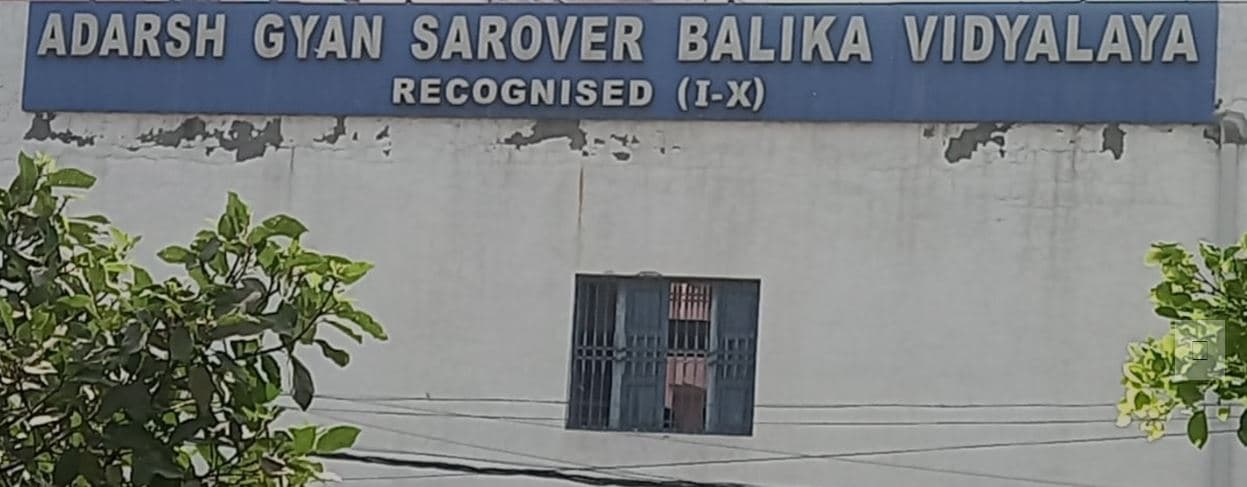 ADARSH GYAN SAROVER BALIKA VIDYALAYA
RECOGNISED (I-X)